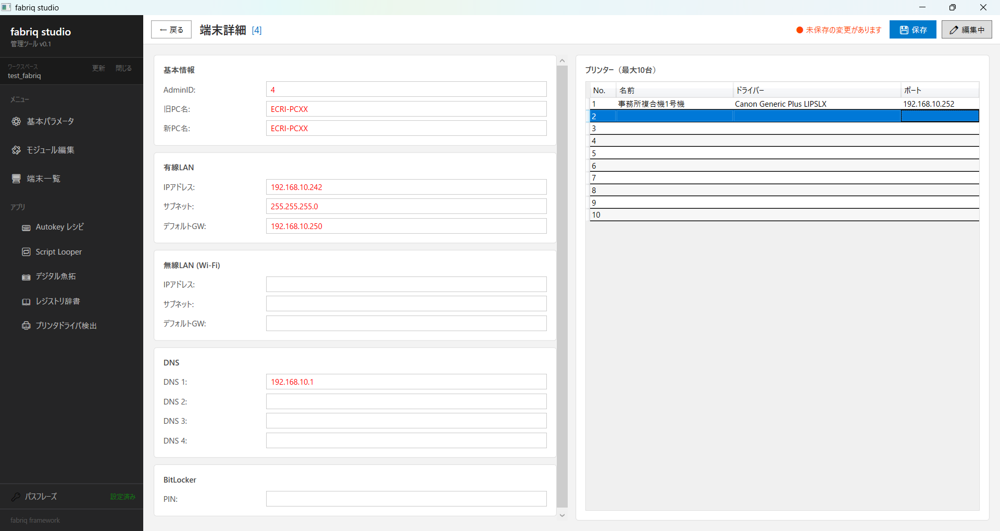 fabriq studio
fabriq studio
管理ツール v0.1
ワークスペース
更新 閉じる
test_fabriq
メニュー
基本パラメータ
モジュール編集
端末一覧
アプリ
Autokey レシピ
Script Looper
デジタル魚拓
レジストリ辞書
プリンタドライバ検出
パスフレーズ 設定済み
fabriq framework
← 戻る 端末詳細 [4]
未保存の変更があります 保存 編集中
基本情報
AdminID: 4
旧PC名: ECRI-PCXX
新PC名: ECRI-PCXX
有線LAN
IPアドレス: 192.168.10.242
サブネット: 255.255.255.0
デフォルトGW: 192.168.10.250
無線LAN (Wi-Fi)
IPアドレス:
サブネット:
デフォルトGW:
DNS
DNS 1: 192.168.10.1
DNS 2:
DNS 3:
DNS 4:
BitLocker
PIN:
プリンター（最大10台）
No. 名前 ドライバー ポート
1 事務所複合機1号機 Canon Generic Plus LIPSLX 192.168.10.252
2
3
4
5
6
7
8
9
10